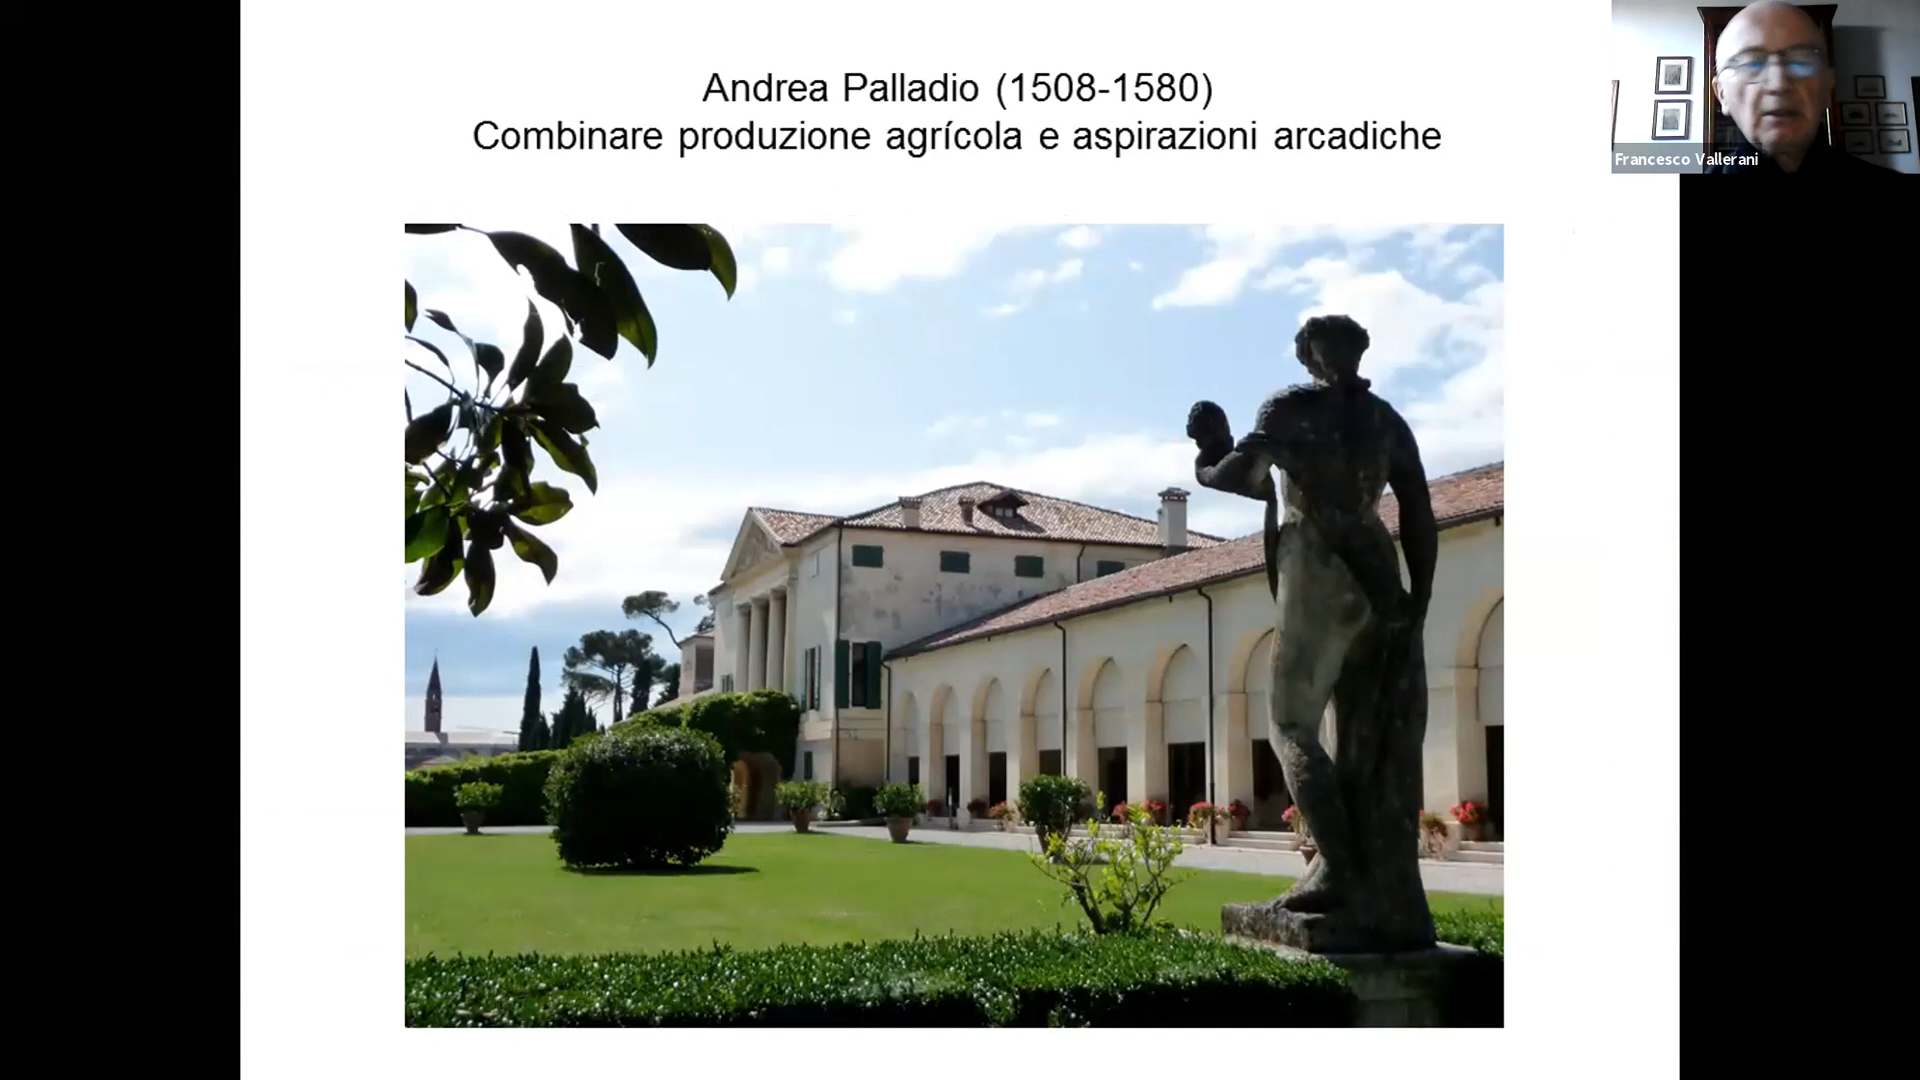 Andrea Palladio (1508-1580)
Combinare produzione agrícola e aspirazioni arcadiche
Francesco Vallerani